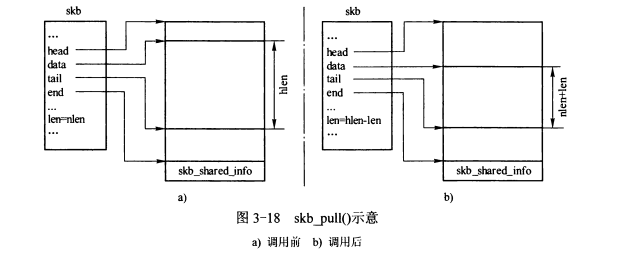 skb
...
head
data
tail
end
...
len=nlen
...
hlen
skb_shared_info
a)
skb
...
head
data
tail
end
...
len=hlen-len
...
nlen+len
skb_shared_info
b)
图 3-18 skb_pull()示意
a) 调用前 b) 调用后